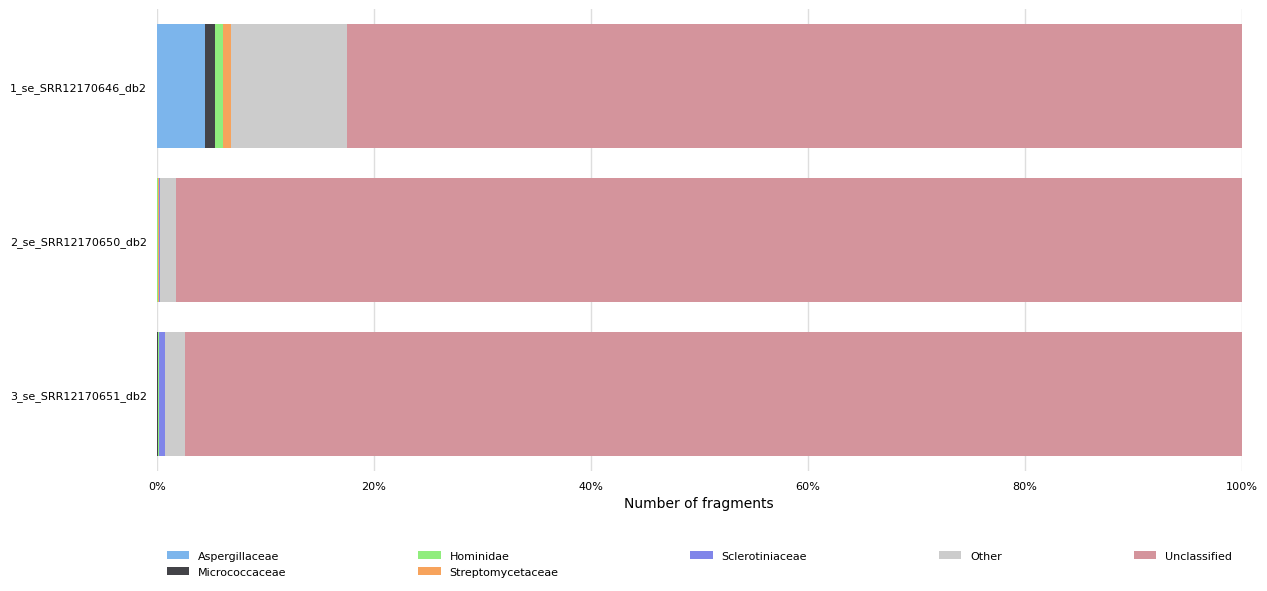 1_se_SRR12170646_db2
2_se_SRR12170650_db2
3_se_SRR12170651_db2
0% 20% 40% 60% 80% 100%
Number of fragments
Aspergillaceae Hominidae Sclerotiniaceae Other Unclassified
Micrococcaceae Streptomycetaceae